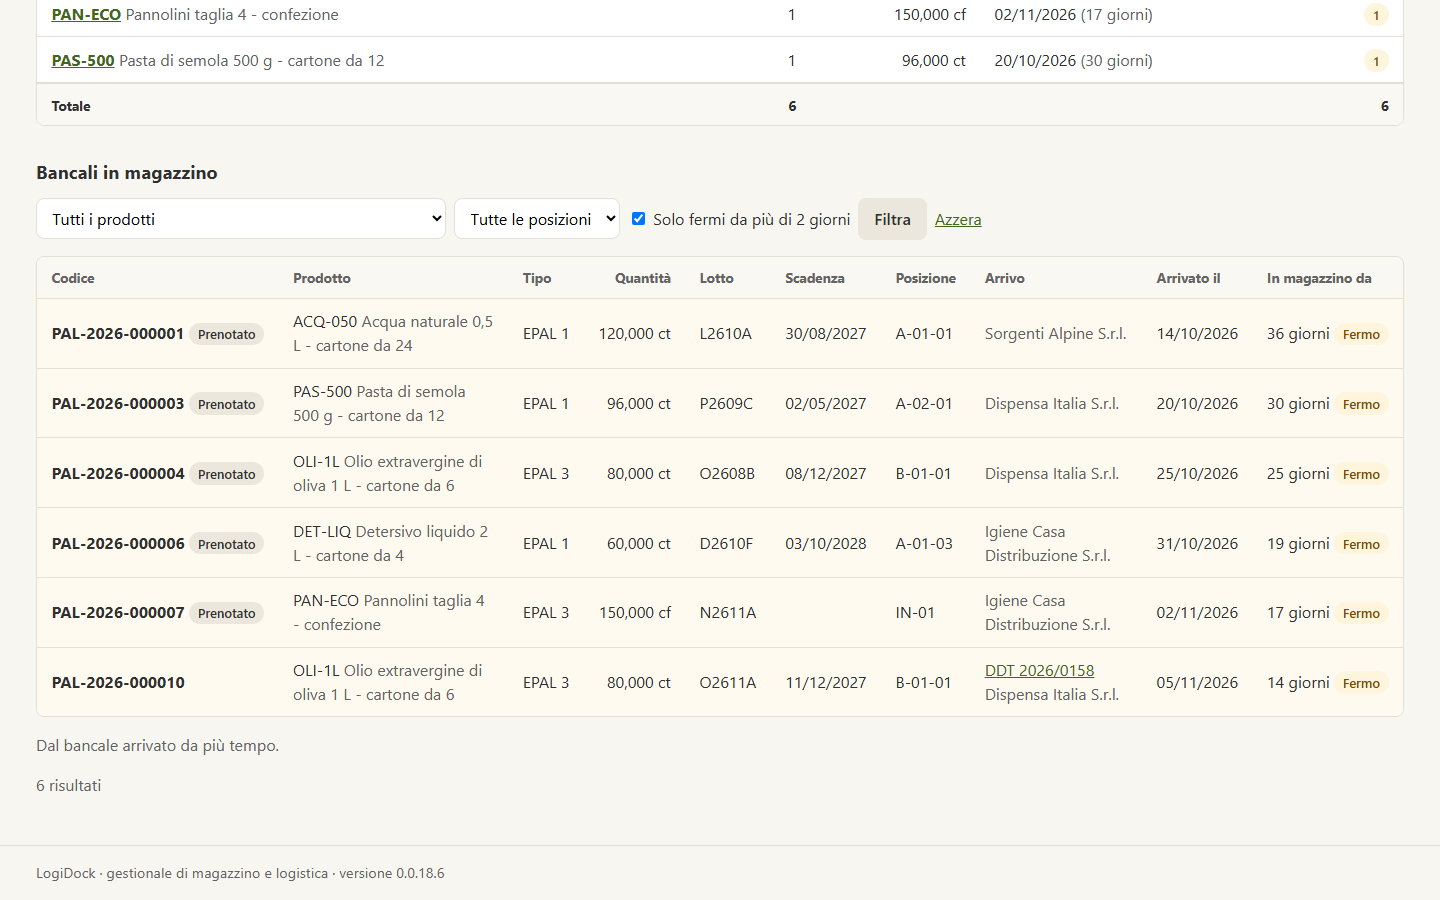 PAN-ECO Pannolini taglia 4 - confezione 1 150,000 cf 02/11/2026 (17 giorni) 1
PAS-500 Pasta di semola 500 g - cartone da 12 1 96,000 ct 20/10/2026 (30 giorni) 1
Totale 6 6
Bancali in magazzino
Tutti i prodotti Tutte le posizioni Solo fermi da più di 2 giorni Filtra Azzera
Codice Prodotto Tipo Quantità Lotto Scadenza Posizione Arrivo Arrivato il In magazzino da
PAL-2026-000001 Prenotato ACQ-050 Acqua naturale 0,5
L - cartone da 24 EPAL 1 120,000 ct L2610A 30/08/2027 A-01-01 Sorgenti Alpine S.r.l. 14/10/2026 36 giorni Fermo
PAL-2026-000003 Prenotato PAS-500 Pasta di semola
500 g - cartone da 12 EPAL 1 96,000 ct P2609C 02/05/2027 A-02-01 Dispensa Italia S.r.l. 20/10/2026 30 giorni Fermo
PAL-2026-000004 Prenotato OLI-1L Olio extravergine di
oliva 1 L - cartone da 6 EPAL 3 80,000 ct O2608B 08/12/2027 B-01-01 Dispensa Italia S.r.l. 25/10/2026 25 giorni Fermo
PAL-2026-000006 Prenotato DET-LIQ Detersivo liquido 2
L - cartone da 4 EPAL 1 60,000 ct D2610F 03/10/2028 A-01-03 Igiene Casa
Distribuzione S.r.l. 31/10/2026 19 giorni Fermo
PAL-2026-000007 Prenotato PAN-ECO Pannolini taglia 4
- confezione EPAL 3 150,000 cf N2611A IN-01 Igiene Casa
Distribuzione S.r.l. 02/11/2026 17 giorni Fermo
PAL-2026-000010 OLI-1L Olio extravergine di
oliva 1 L - cartone da 6 EPAL 3 80,000 ct O2611A 11/12/2027 B-01-01 DDT 2026/0158
Dispensa Italia S.r.l. 05/11/2026 14 giorni Fermo
Dal bancale arrivato da più tempo.
6 risultati
LogiDock · gestionale di magazzino e logistica · versione 0.0.18.6